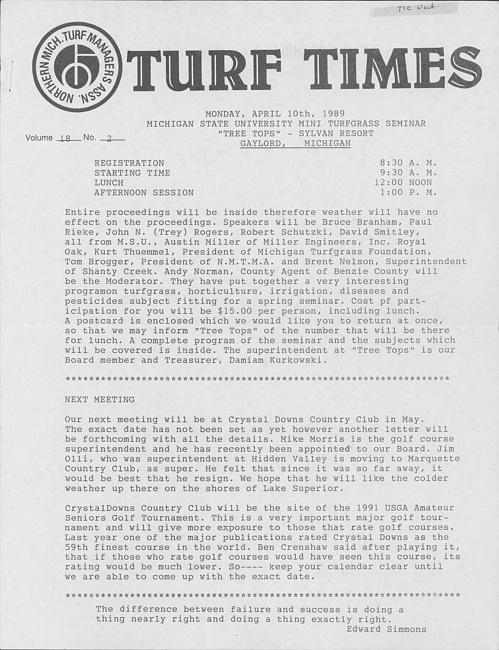 Tie Vut
NORTHERN MICH. TURF MANAGERS ASSN.
TURF TIMES
MONDAY, APRIL 10th, 1989
MICHIGAN STATE UNIVERSITY MINI TURFGRASS SEMINAR
"TREE TOPS" - SYLVAN RESORT
Volume 18 No. 2
GAYLORD, MICHIGAN
REGISTRATION 8:30 A. M.
STARTING TIME 9:30 A. M.
LUNCH 12:00 NOON
AFTERNOON SESSION 1:00 P. M.
Entire proceedings will be inside therefore weather will have no
effect on the proceedings. Speakers will be Bruce Branham, Paul
Rieke, John N. (Trey) Rogers, Robert Schutzki, David Smitley,
all from M.S.U., Austin Miller of Miller Engineers, Inc. Royal
Oak, Kurt Thuemmel, President of Michigan Turfgrass Foundation,
Tom Brogger, President of N.M.T.M.A. and Brent Nelson, Superintendent
of Shanty Creek. Andy Norman, County Agent of Benzie County will
be the Moderator. They have put together a very interesting
programon turfgrass, horticulture, irrigation, diseases and
pesticides subject fitting for a spring seminar. Cost pf part-
icipation for you will be $15.00 per person, including lunch.
A postcard is enclosed which we would like you to return at once,
so that we may inform "Tree Tops" of the number that will be there
for lunch. A complete program of the seminar and the subjects which
will be covered is inside. The superintendent at "Tree Tops" is our
Board member and Treasurer, Damiam Kurkowski.
******************************************************************
NEXT MEETING
Our next meeting will be at Crystal Downs Country Club in May.
The exact date has not been set as yet however another letter will
be forthcoming with all the details. Mike Morris is the golf course
superintendent and he has recently been appointed to our Board. Jim
Olli, who was superintendent at Hidden Valley is moving to Marquette
Country Club, as super. He felt that since it was so far away, it
would be best that he resign. We hope that he will like the colder
weather up there on the shores of Lake Superior.
CrystalDowns Country Club will be the site of the 1991 USGA Amateur
Seniors Golf Tournament. This is a very important major golf tour-
nament and will give more exposure to those that rate golf courses.
Last year one of the major publications rated Crystal Downs as the
59th finest course in the world. Ben Crenshaw said after playing it,
that if those who rate golf courses would have seen this course, its
rating would be much lower. So---- keep your calendar clear until
we are able to come up with the exact date.
********************************************************************
The difference between failure and success is doing a
thing nearly right and doing a thing exactly right.
Edward Simmons